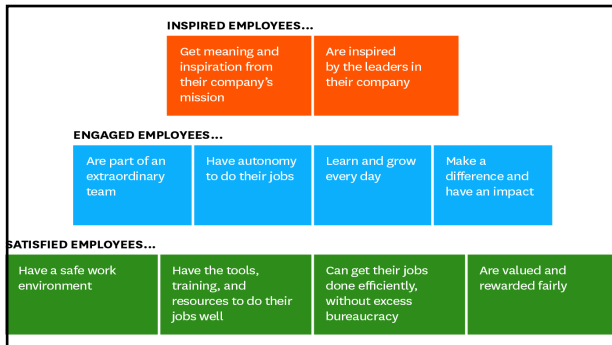 INSPIRED EMPLOYEES...
Get meaning and
inspiration from
their company's
mission
Are inspired
by the leaders in
their company
ENGAGED EMPLOYEES...
Are part of an
extraordinary
team
Have autonomy
to do their jobs
Learn and grow
every day
Make a
difference and
have an impact
SATISFIED EMPLOYEES...
Have a safe work
environment
Have the tools,
training, and
resources to do their
jobs well
Can get their jobs
done efficiently,
without excess
bureaucracy
Are valued and
rewarded fairly